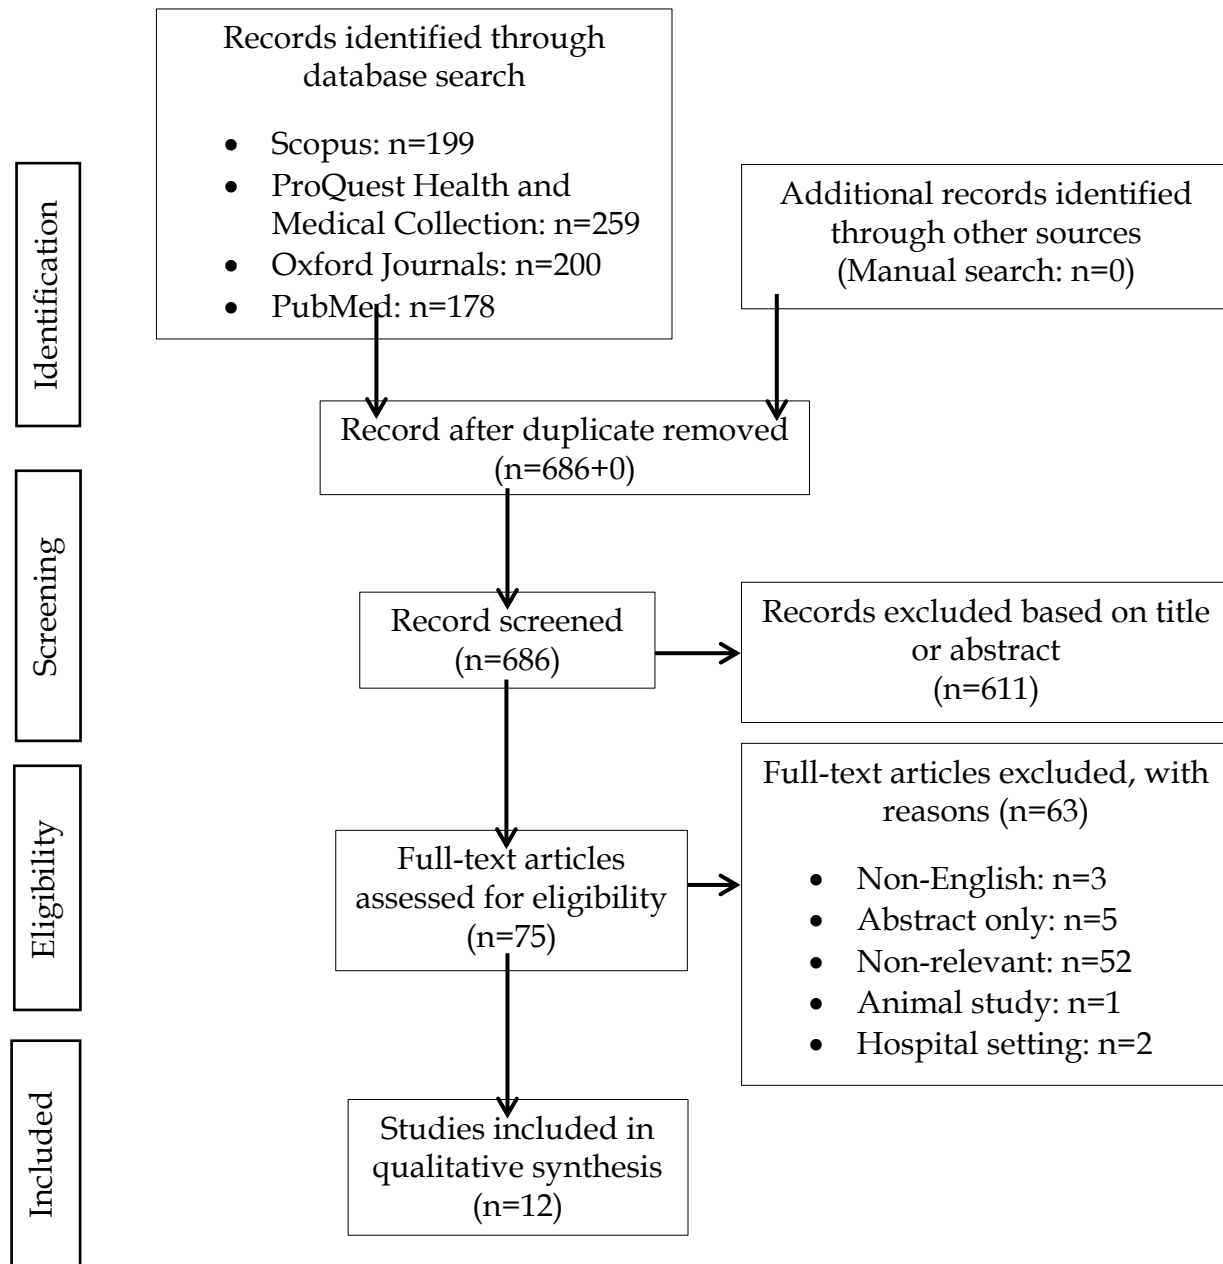 Records identified through
database search
• Scopus: n=199
• ProQuest Health and
Medical Collection: n=259
• Oxford Journals: n=200
• PubMed: n=178
Identification
Additional records identified
through other sources
(Manual search: n=0)
Record after duplicate removed
(n=686+0)
Screening
Record screened
(n=686)
Records excluded based on title
or abstract
(n=611)
Eligibility
Full-text articles
assessed for eligibility
(n=75)
Full-text articles excluded, with
reasons (n=63)
• Non-English: n=3
• Abstract only: n=5
• Non-relevant: n=52
• Animal study: n=1
• Hospital setting: n=2
Included
Studies included in
qualitative synthesis
(n=12)